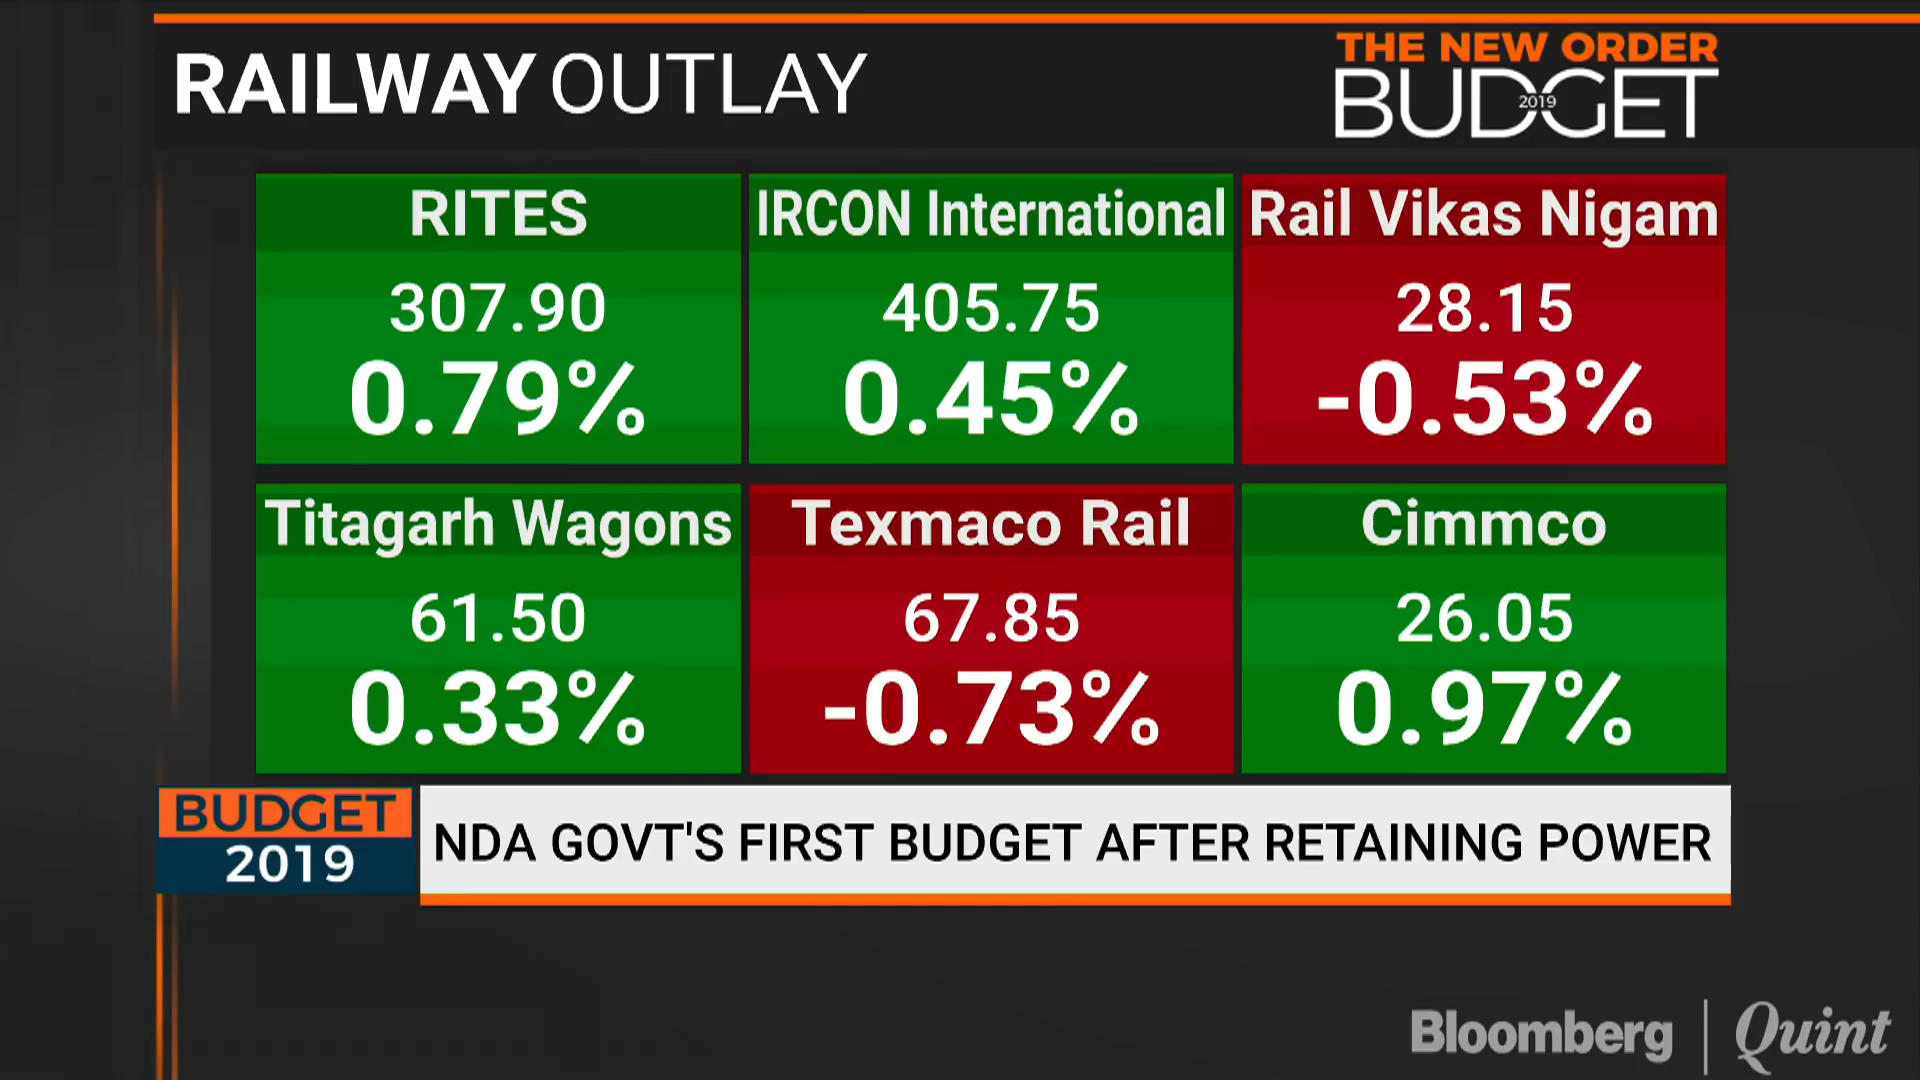 RAILWAY OUTLAY
THE NEW ORDER
BUDGET
2019
RITES
307.90
0.79%
IRCON International
405.75
0.45%
Rail Vikas Nigam
28.15
-0.53%
Titagarh Wagons
61.50
0.33%
Texmaco Rail
67.85
-0.73%
Cimmco
26.05
0.97%
BUDGET
2019
NDA GOVT'S FIRST BUDGET AFTER RETAINING POWER
Bloomberg | Quint